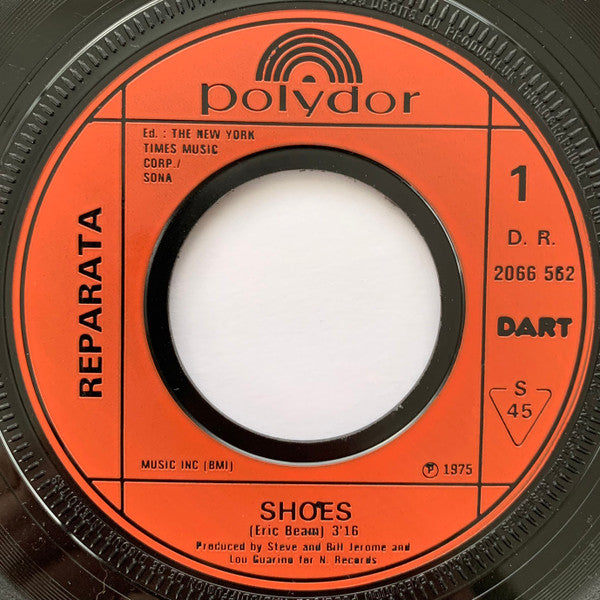 polydor
Ed. : THE NEW YORK
TIMES MUSIC
CORP./
SONA
1
D. R.
2066 562
DART
S
45
REPARATA
MUSIC INC (BMI)
℗ 1975
SHOES
(Eric Beam) 3'16
Produced by Steve and Bill Jerome and
Lou Guarino for N. Records